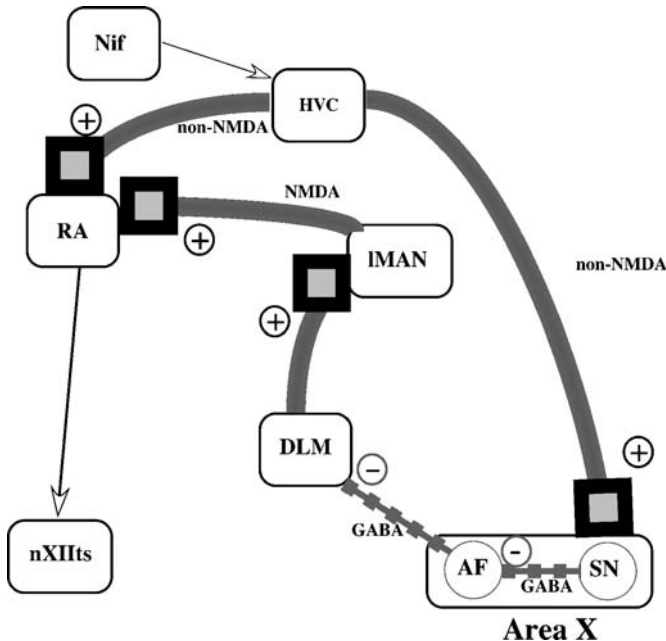 Nif
HVC
+
non-NMDA
NMDA
RA
+
lMAN
non-NMDA
+
DLM
+
−
GABA
nXIIts
AF
−
SN
GABA
Area X